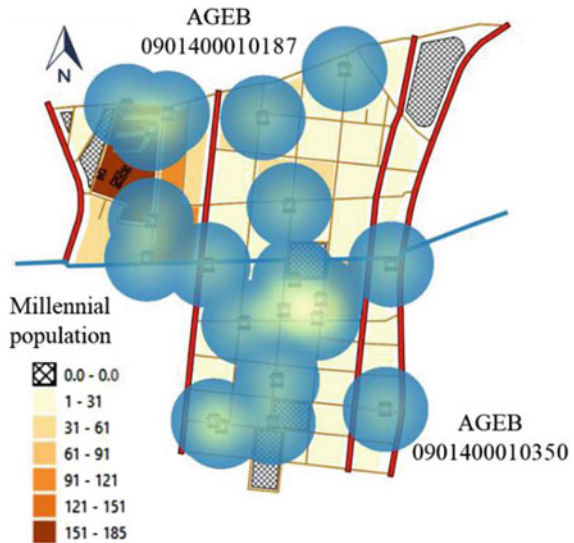 AGEB
0901400010187
N
Millennial
population
0.0 - 0.0
1 - 31
31 - 61
61 - 91
91 - 121
121 - 151
151 - 185
AGEB
0901400010350